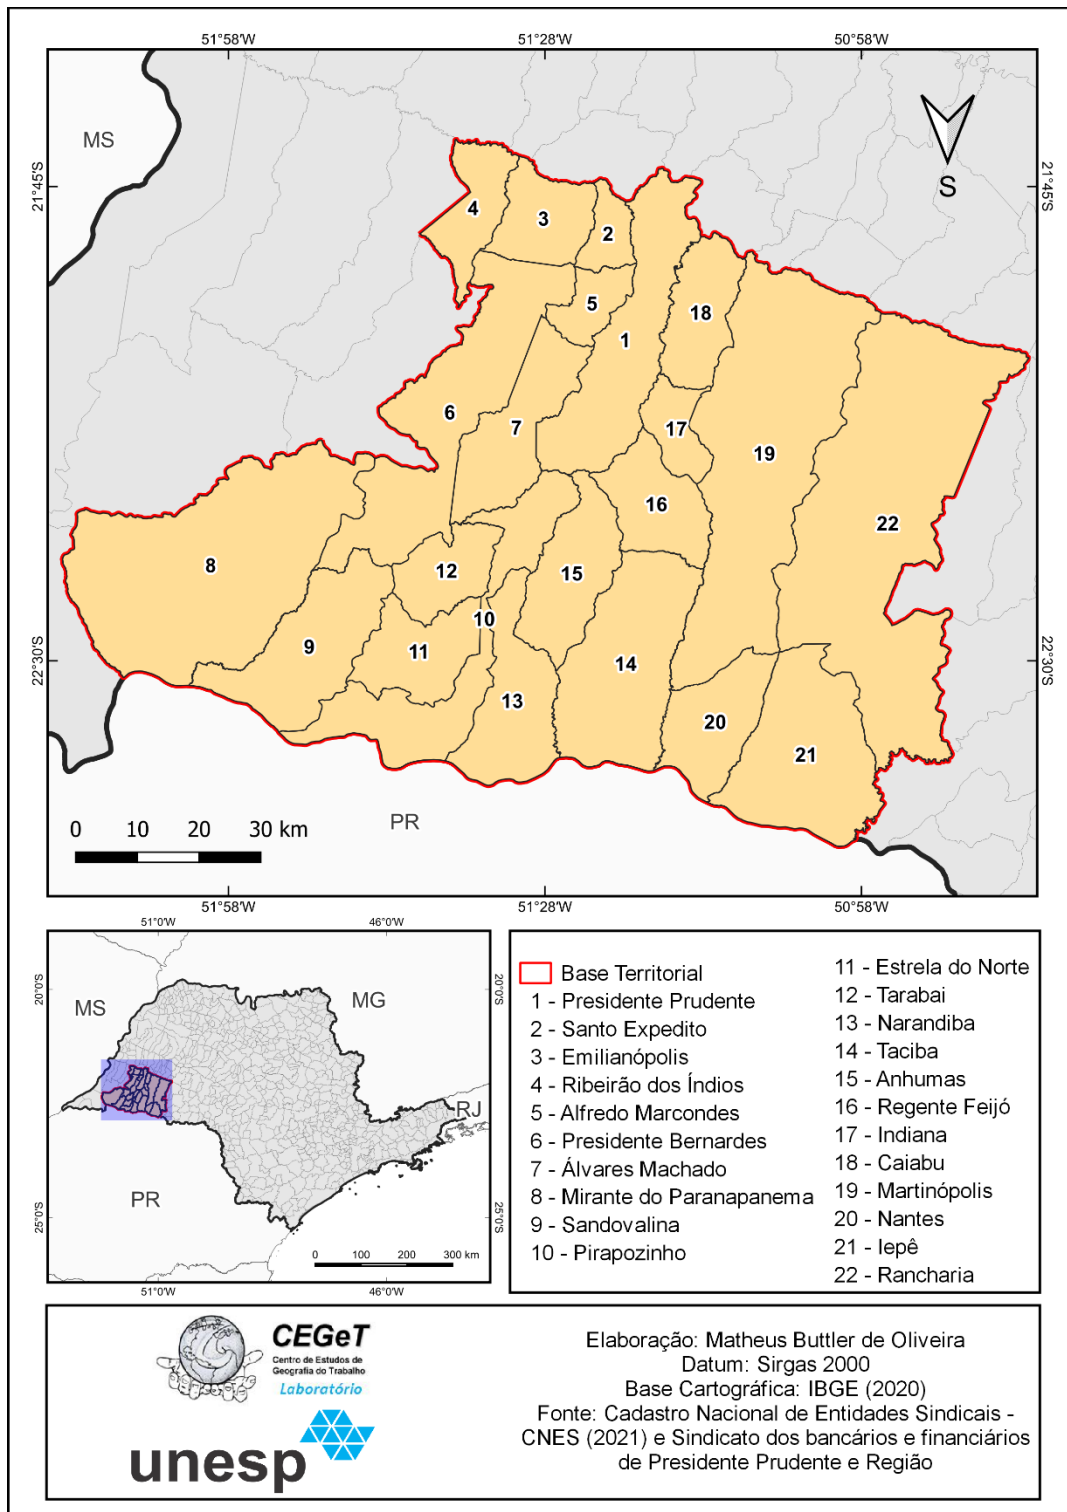 51°58'W
51°28'W
50°58'W
MS
S
21°45'S
21°45'S
4
3
2
5
18
1
6
7
17
19
16
22
8
12
15
10
9
11
14
13
20
21
22°30'S
22°30'S
PR
0 10 20 30 km
51°58'W
51°28'W
50°58'W
51°0'W
46°0'W
20°0'S
20°0'S
MS
MG
RJ
PR
25°0'S
25°0'S
0 100 200 300 km
51°0'W
46°0'W
Base Territorial
1 - Presidente Prudente
2 - Santo Expedito
3 - Emilianópolis
4 - Ribeirão dos Índios
5 - Alfredo Marcondes
6 - Presidente Bernardes
7 - Álvares Machado
8 - Mirante do Paranapanema
9 - Sandovalina
10 - Pirapozinho
11 - Estrela do Norte
12 - Tarabai
13 - Narandiba
14 - Taciba
15 - Anhumas
16 - Regente Feijó
17 - Indiana
18 - Caiabu
19 - Martinópolis
20 - Nantes
21 - Iepê
22 - Rancharia
CEGeT
Centro de Estudos de
Geografia do Trabalho
Laboratório
unesp
Elaboração: Matheus Buttler de Oliveira
Datum: Sirgas 2000
Base Cartográfica: IBGE (2020)
Fonte: Cadastro Nacional de Entidades Sindicais -
CNES (2021) e Sindicato dos bancários e financiários
de Presidente Prudente e Região